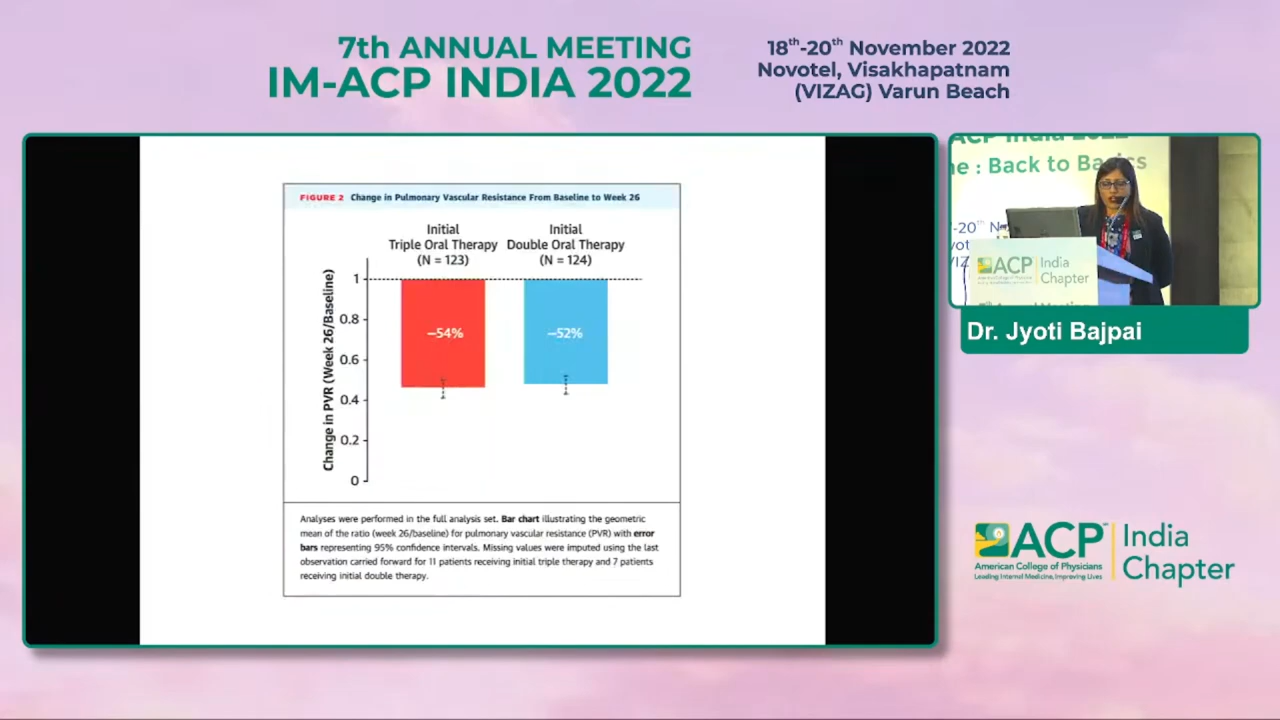 7th ANNUAL MEETING
IM-ACP INDIA 2022
18th-20th November 2022
Novotel, Visakhapatnam
(VIZAG) Varun Beach
FIGURE 2 Change in Pulmonary Vascular Resistance From Baseline to Week 26
Initial
Triple Oral Therapy
(N = 123)
Initial
Double Oral Therapy
(N = 124)
Change in PVR (Week 26/Baseline)
1
0.8
0.6
0.4
0.2
0
–54%
–52%
Analyses were performed in the full analysis set. Bar chart illustrating the geometric
mean of the ratio (week 26/baseline) for pulmonary vascular resistance (PVR) with error
bars representing 95% confidence intervals. Missing values were imputed using the last
observation carried forward for 11 patients receiving initial triple therapy and 7 patients
receiving initial double therapy.
ACP India 2022
me : Back to Basics
-20th No
ACP India
Chapter
Dr. Jyoti Bajpai
ACP
American College of Physicians
Leading Internal Medicine, Improving Lives
India
Chapter